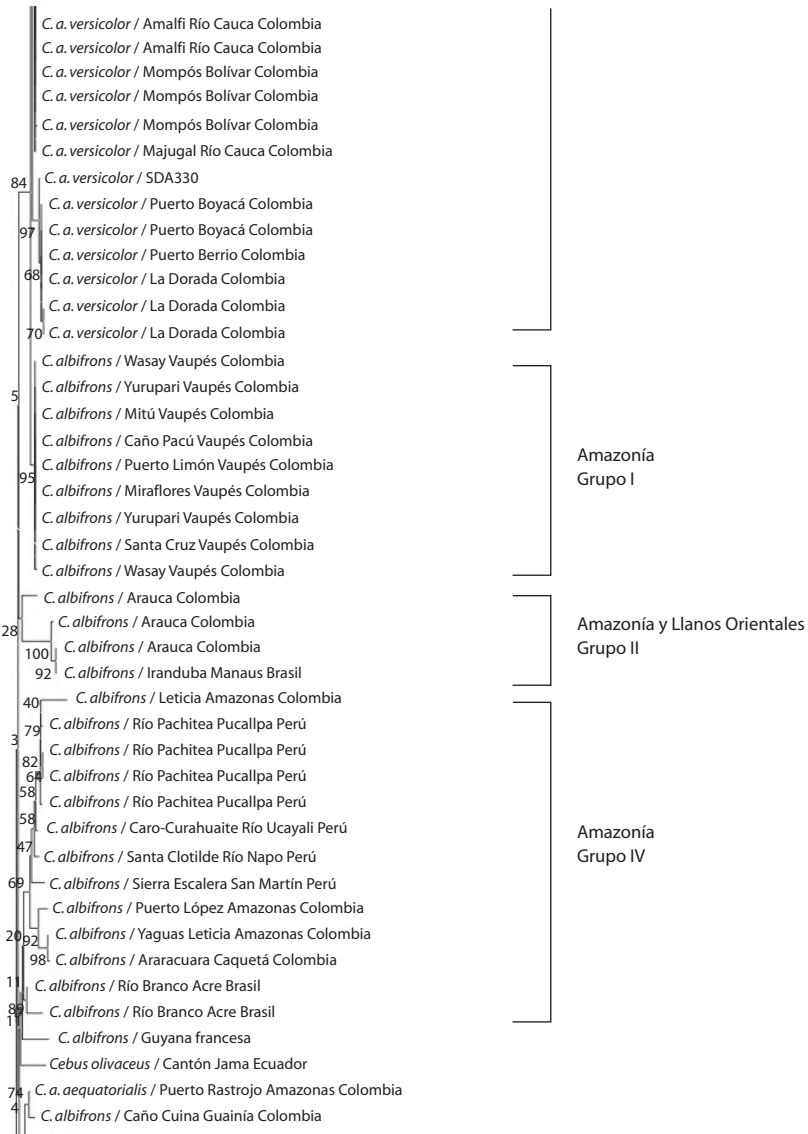 C. a. versicolor / Amalfi Río Cauca Colombia
C. a. versicolor / Amalfi Río Cauca Colombia
C. a. versicolor / Mompós Bolívar Colombia
C. a. versicolor / Mompós Bolívar Colombia
C. a. versicolor / Mompós Bolívar Colombia
C. a. versicolor / Majugal Río Cauca Colombia
C. a. versicolor / SDA330
84
C. a. versicolor / Puerto Boyacá Colombia
C. a. versicolor / Puerto Boyacá Colombia
97
C. a. versicolor / Puerto Berrio Colombia
C. a. versicolor / La Dorada Colombia
68
C. a. versicolor / La Dorada Colombia
C. a. versicolor / La Dorada Colombia
70
C. albifrons / Wasay Vaupés Colombia
C. albifrons / Yurupari Vaupés Colombia
5
C. albifrons / Mitú Vaupés Colombia
C. albifrons / Caño Pacú Vaupés Colombia
C. albifrons / Puerto Limón Vaupés Colombia
95
C. albifrons / Miraflores Vaupés Colombia
C. albifrons / Yurupari Vaupés Colombia
C. albifrons / Santa Cruz Vaupés Colombia
C. albifrons / Wasay Vaupés Colombia
Amazonía
Grupo I
C. albifrons / Arauca Colombia
C. albifrons / Arauca Colombia
28
C. albifrons / Arauca Colombia
100
C. albifrons / Iranduba Manaus Brasil
92
Amazonía y Llanos Orientales
Grupo II
C. albifrons / Leticia Amazonas Colombia
40
C. albifrons / Río Pachitea Pucallpa Perú
79
3
C. albifrons / Río Pachitea Pucallpa Perú
82
C. albifrons / Río Pachitea Pucallpa Perú
64
58
C. albifrons / Río Pachitea Pucallpa Perú
58
C. albifrons / Caro-Curahuaite Río Ucayali Perú
47
C. albifrons / Santa Clotilde Río Napo Perú
69
C. albifrons / Sierra Escalera San Martín Perú
C. albifrons / Puerto López Amazonas Colombia
20
92
C. albifrons / Yaguas Leticia Amazonas Colombia
98
C. albifrons / Araracuara Caquetá Colombia
11
C. albifrons / Río Branco Acre Brasil
89
11
C. albifrons / Río Branco Acre Brasil
Amazonía
Grupo IV
C. albifrons / Guyana francesa
Cebus olivaceus / Cantón Jama Ecuador
74
C. a. aequatorialis / Puerto Rastrojo Amazonas Colombia
4
C. albifrons / Caño Cuina Guainía Colombia